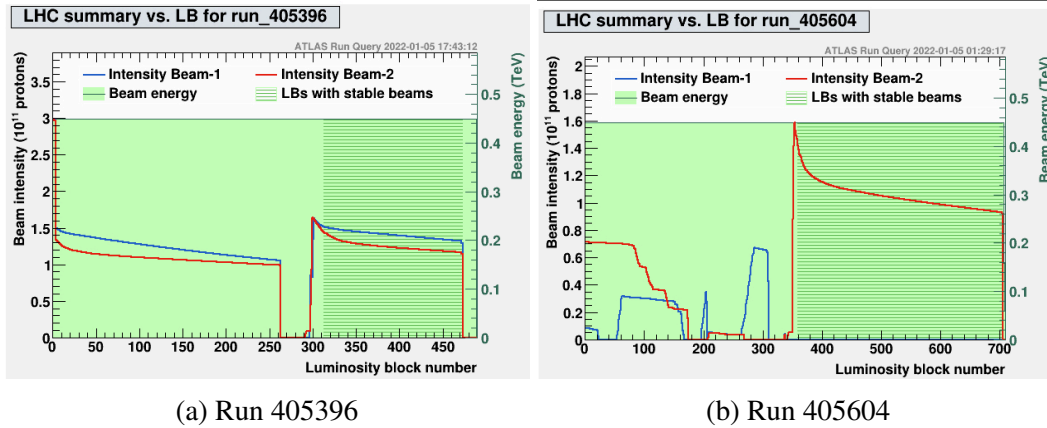 LHC summary vs. LB for run_405396
ATLAS Run Query 2022-01-05 17:43:12
Intensity Beam-1
Intensity Beam-2
Beam energy
LBs with stable beams
Beam intensity (10¹¹ protons)
3.5
3
2.5
2
1.5
1
0.5
0
Beam energy (TeV)
0.5
0.4
0.3
0.2
0.1
0
0 50 100 150 200 250 300 350 400 450
Luminosity block number
(a) Run 405396
LHC summary vs. LB for run_405604
ATLAS Run Query 2022-01-05 01:29:17
Intensity Beam-1
Intensity Beam-2
Beam energy
LBs with stable beams
Beam intensity (10¹¹ protons)
2
1.8
1.6
1.4
1.2
1
0.8
0.6
0.4
0.2
0
Beam energy (TeV)
0.5
0.4
0.3
0.2
0.1
0
0 100 200 300 400 500 600 700
Luminosity block number
(b) Run 405604